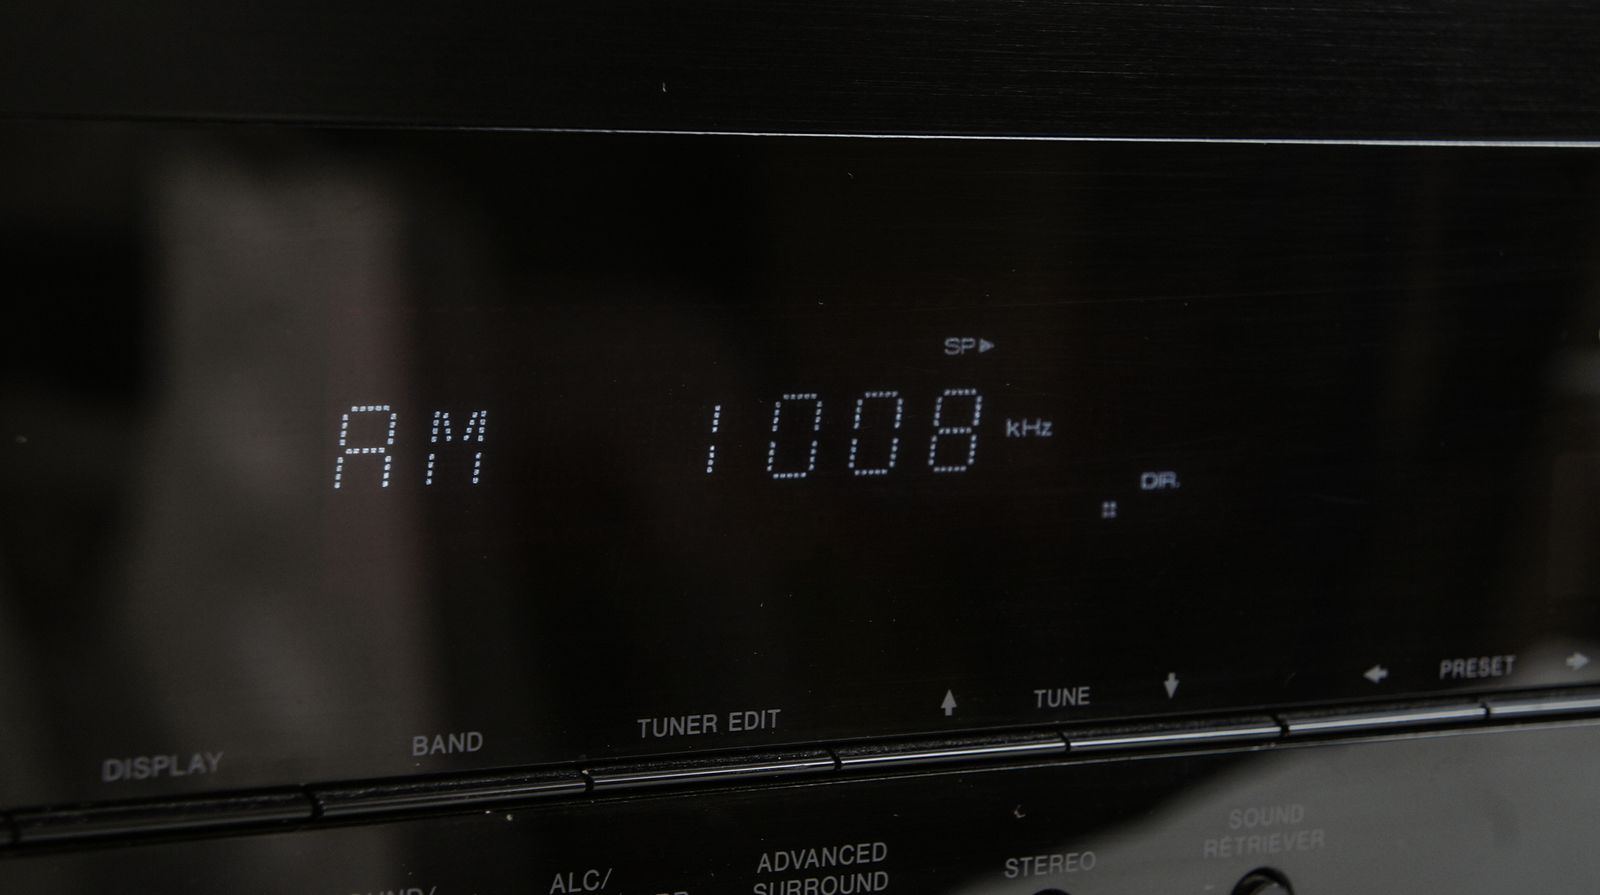 SP
AM 1008 kHz
DIR.
DISPLAY BAND TUNER EDIT TUNE PRESET
ALC/
ADVANCED
SURROUND
STEREO
SOUND
RETRIEVER